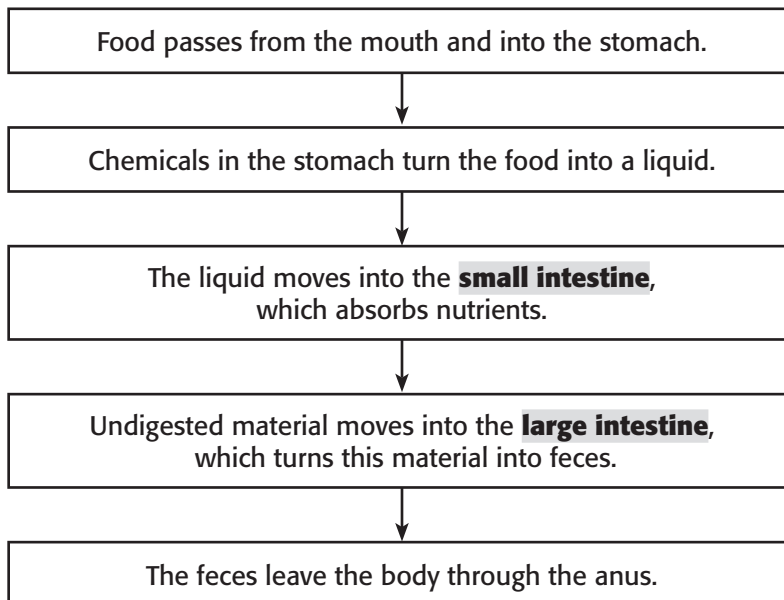 Food passes from the mouth and into the stomach.
Chemicals in the stomach turn the food into a liquid.
The liquid moves into the small intestine,
which absorbs nutrients.
Undigested material moves into the large intestine,
which turns this material into feces.
The feces leave the body through the anus.